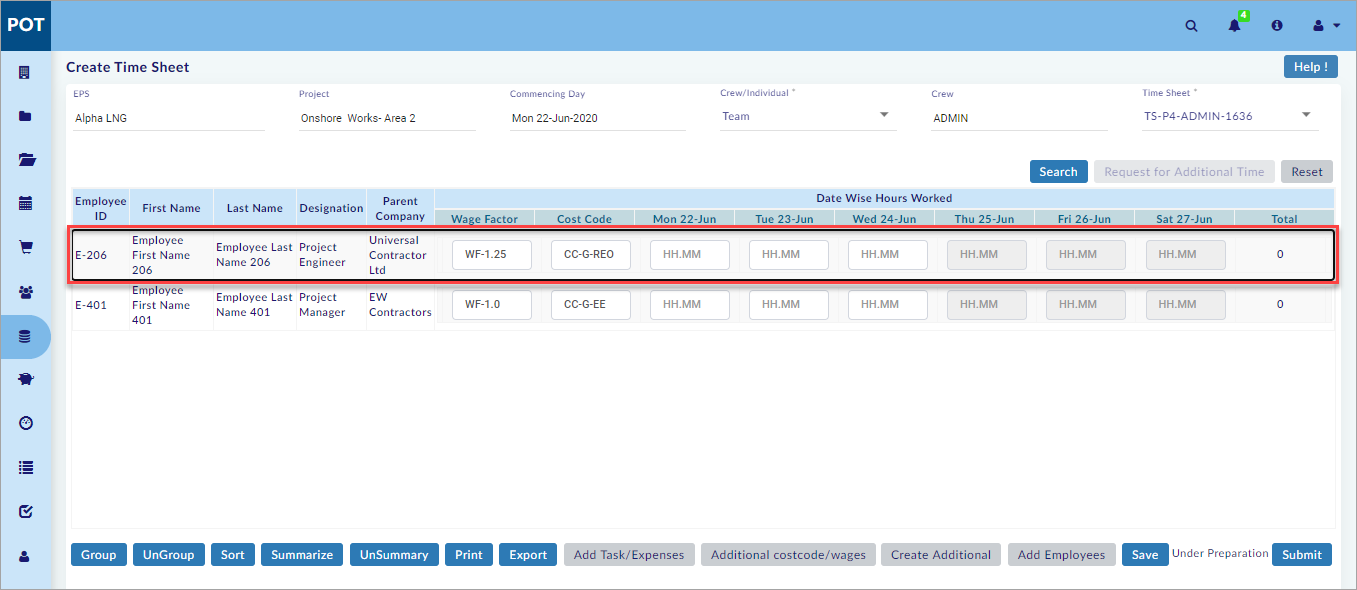 POT
4
Create Time Sheet
Help !
EPS Project Commencing Day Crew/Individual * Crew Time Sheet *
Alpha LNG Onshore Works- Area 2 Mon 22-Jun-2020 Team ADMIN TS-P4-ADMIN-1636
Search Request for Additional Time Reset
Employee ID First Name Last Name Designation Parent Company Date Wise Hours Worked
Wage Factor Cost Code Mon 22-Jun Tue 23-Jun Wed 24-Jun Thu 25-Jun Fri 26-Jun Sat 27-Jun Total
E-206 Employee First Name 206 Employee Last Name 206 Project Engineer Universal Contractor Ltd WF-1.25 CC-G-REO HH.MM HH.MM HH.MM HH.MM HH.MM HH.MM 0
E-401 Employee First Name 401 Employee Last Name 401 Project Manager EW Contractors WF-1.0 CC-G-EE HH.MM HH.MM HH.MM HH.MM HH.MM HH.MM 0
Group UnGroup Sort Summarize UnSummary Print Export Add Task/Expenses Additional costcode/wages Create Additional Add Employees Save Under Preparation Submit